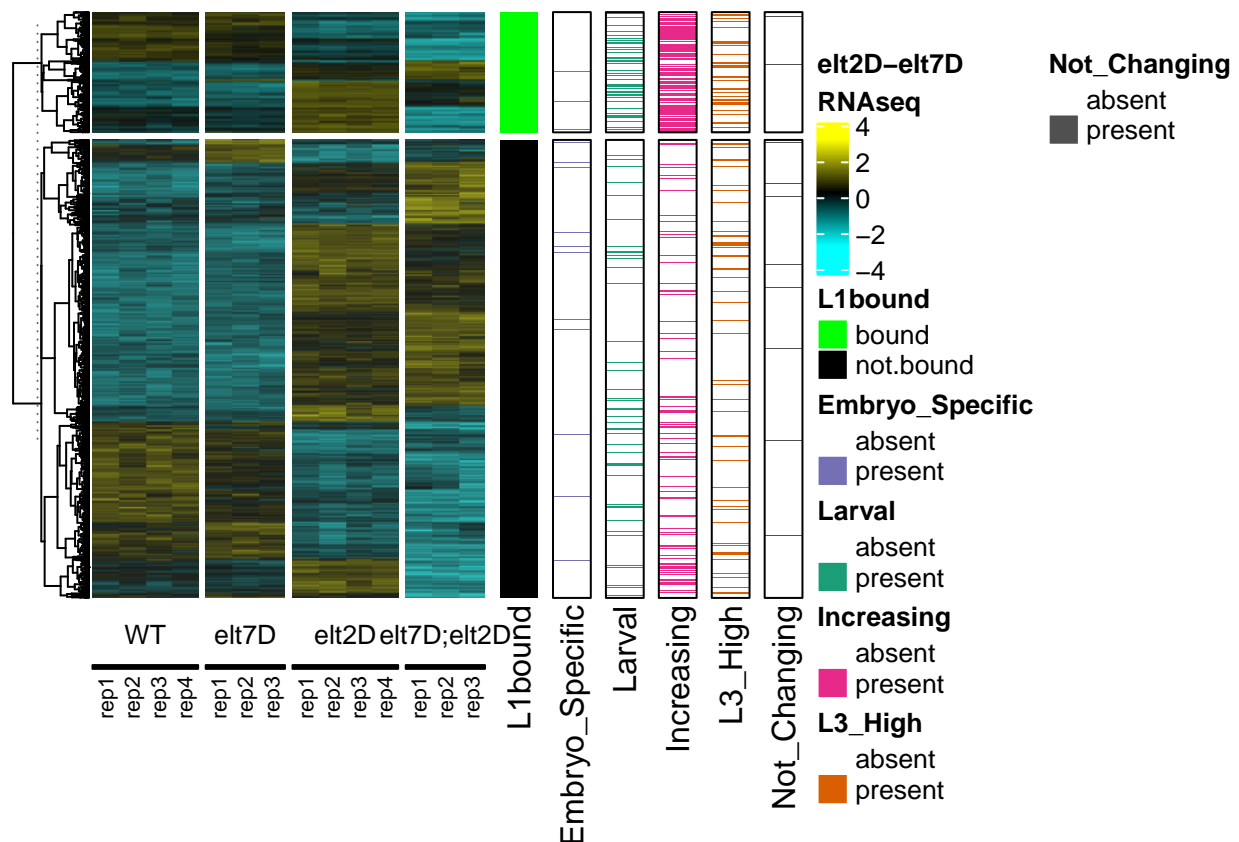 WT
elt7D
elt2D
elt7D;elt2D
rep1
rep2
rep3
rep4
rep1
rep2
rep3
rep1
rep2
rep3
rep4
rep1
rep2
rep3
L1bound
Embryo_Specific
Larval
Increasing
L3_High
Not_Changing
elt2D−elt7D
RNAseq
4
2
0
−2
−4
L1bound
bound
not.bound
Embryo_Specific
absent
present
Larval
absent
present
Increasing
absent
present
L3_High
absent
present
Not_Changing
absent
present